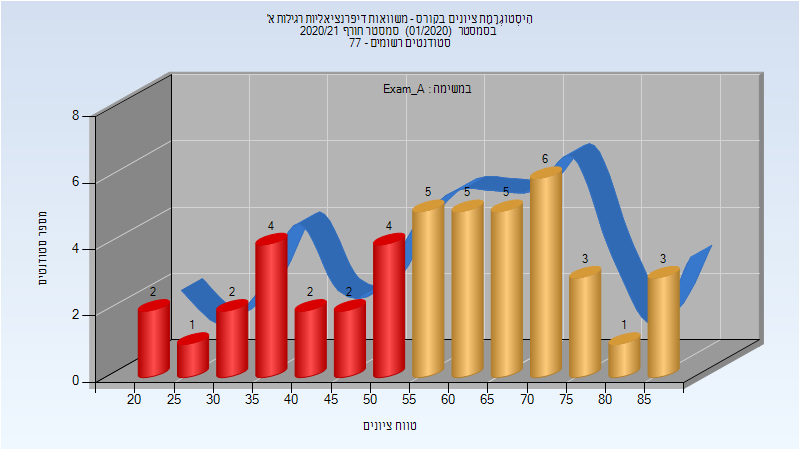 היסטוגרמת ציונים בקורס - משוואות דיפרנציאליות רגילות א'
בסמסטר (01/2020) סמסטר חורף 2020/21
סטודנטים רשומים - 77
במשימה : Exam_A
מספר סטודנטים
8
6
4
2
0
2
1
2
4
2
2
4
5
5
5
6
3
1
3
20 25 30 35 40 45 50 55 60 65 70 75 80 85
טווח ציונים